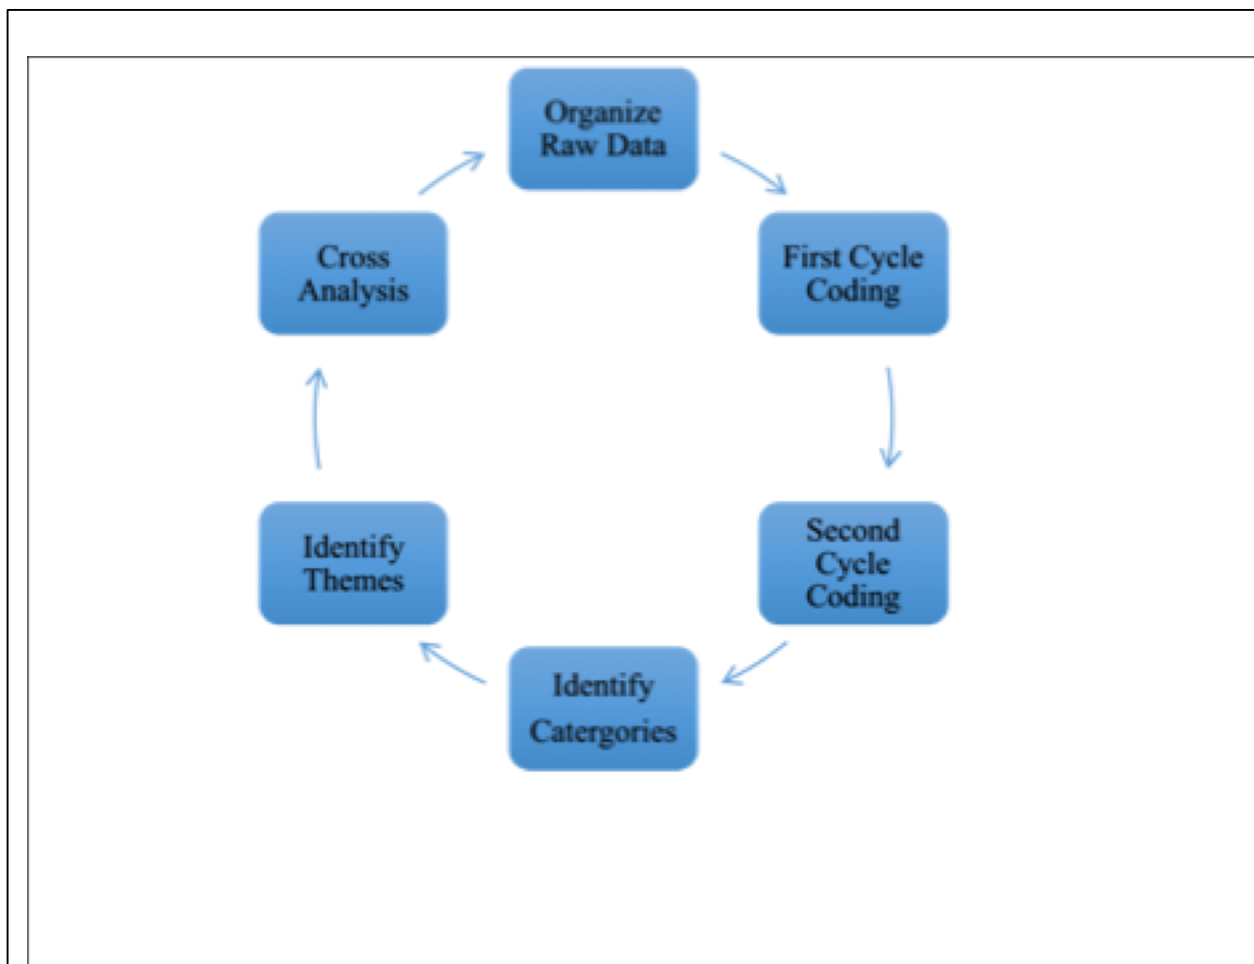 Organize
Raw Data
First Cycle
Coding
Second
Cycle
Coding
Identify
Catergories
Identify
Themes
Cross
Analysis